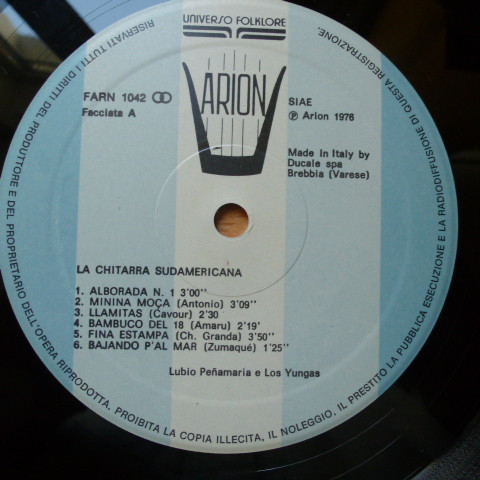 UNIVERSO FOLKLORE
ARION
FARN 1042
Facciata A
SIAE
℗ Arion 1976
Made In Italy by
Ducale spa
Brebbia (Varese)
LA CHITARRA SUDAMERICANA
1. ALBORADA N. 1 3'00''
2. MININA MOÇA (Antonio) 3'09''
3. LLAMITAS (Cavour) 2'30
4. BAMBUCO DEL 18 (Amaru) 2'19'
5. FINA ESTAMPA (Ch. Granda) 3'50''
6. BAJANDO P'AL MAR (Zumaqué) 1'25''
Lubio Peñamaria e Los Yungas
RISERVATI TUTTI I DIRITTI DEL PRODUTTORE E DEL PROPRIETARIO DELL'OPERA RIPRODOTTA. PROIBITA LA COPIA ILLECITA, IL NOLEGGIO, IL PRESTITO LA PUBBLICA ESECUZIONE E LA RADIODIFFUSIONE DI QUESTA REGISTRAZIONE.